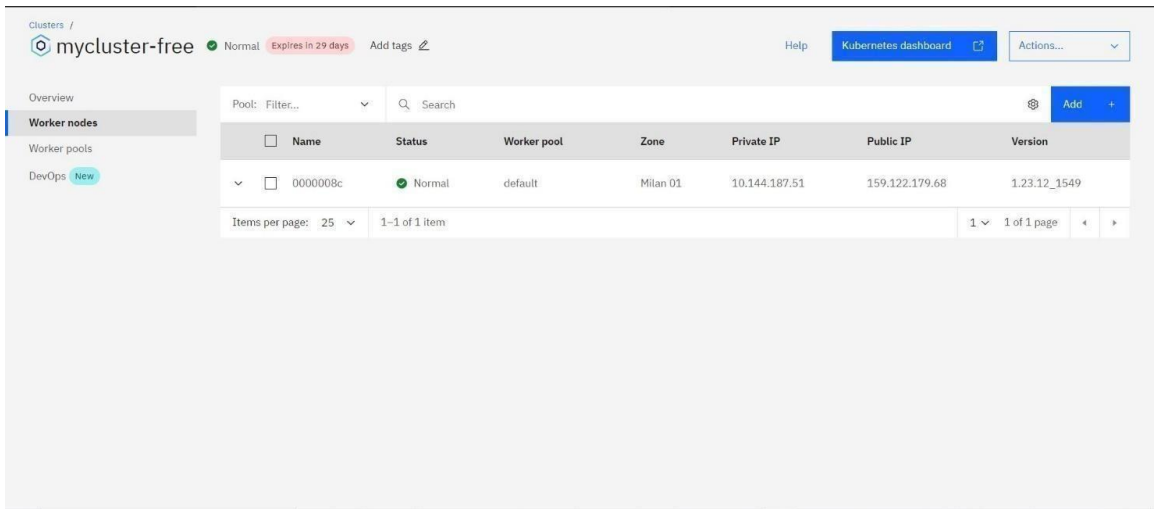 Clusters /
mycluster-free Normal Expires in 29 days Add tags Help Kubernetes dashboard Actions...
Overview
Worker nodes
Worker pools
DevOps New
Pool: Filter... Search Add +
Name Status Worker pool Zone Private IP Public IP Version
0000008c Normal default Milan 01 10.144.187.51 159.122.179.68 1.23.12_1549
Items per page: 25 1–1 of 1 item 1 1 of 1 page